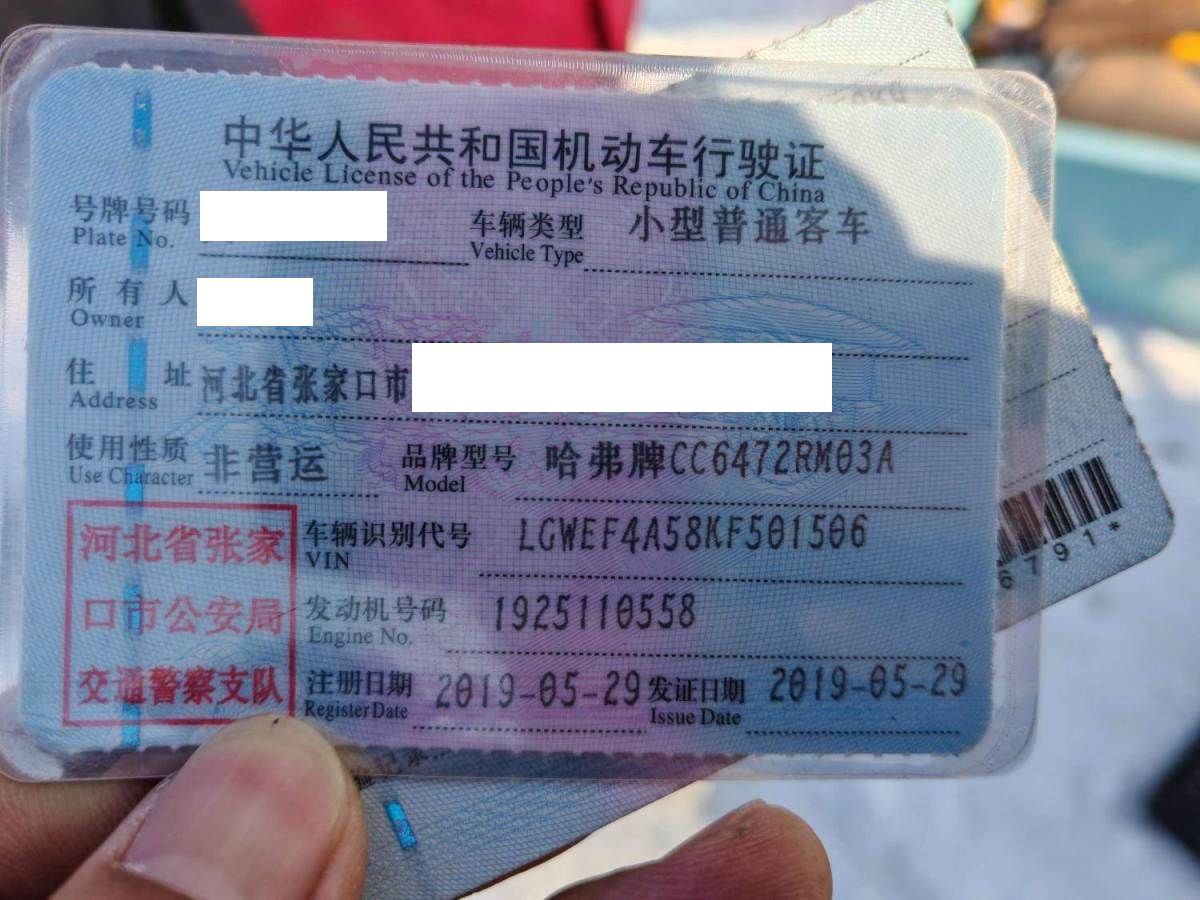 中华人民共和国机动车行驶证
Vehicle License of the People's Republic of China
号牌号码 车辆类型 小型普通客车
Plate No. Vehicle Type
所有人
Owner
住址 河北省张家口市
Address
使用性质 非营运 品牌型号 哈弗牌CC6472RM03A
Use Character Model
河北省张家 车辆识别代号 LGWEF4A58KF501506
VIN
口市公安局 发动机号码 1925110558
Engine No.
交通警察支队 注册日期 2019-05-29 发证日期 2019-05-29
Register Date Issue Date
6791*